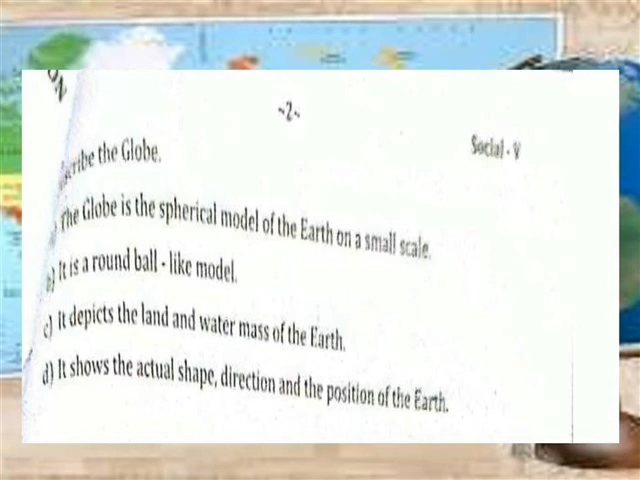 -2-
Social - V
the Globe.
The Globe is the spherical model of the Earth on a small scale.
b) It is a round ball - like model.
c) It depicts the land and water mass of the Earth.
d) It shows the actual shape, direction and the position of the Earth.